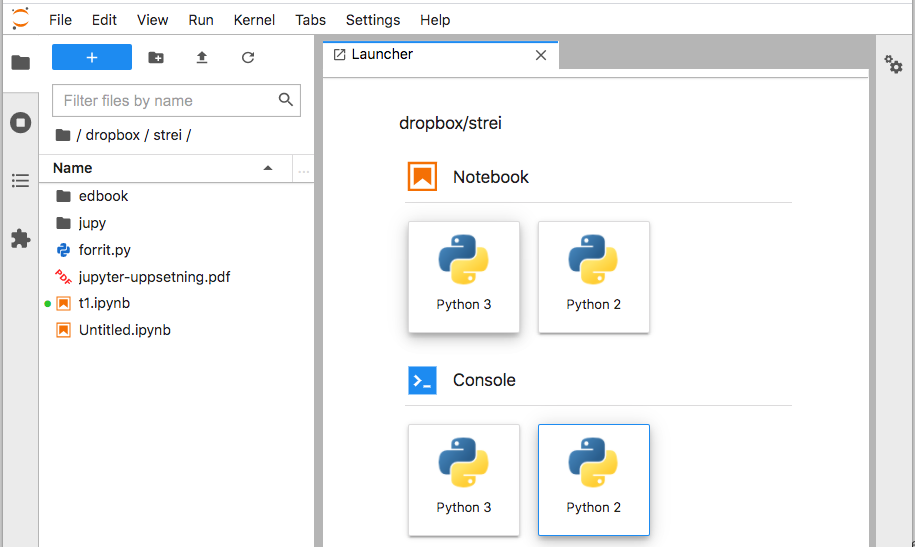 File Edit View Run Kernel Tabs Settings Help
+
Filter files by name
/ dropbox / strei /
Name ...
edbook
jupy
forrit.py
PDF jupyter-uppsetning.pdf
t1.ipynb
Untitled.ipynb
Launcher
dropbox/strei
Notebook
Python 3 Python 2
Console
Python 3 Python 2